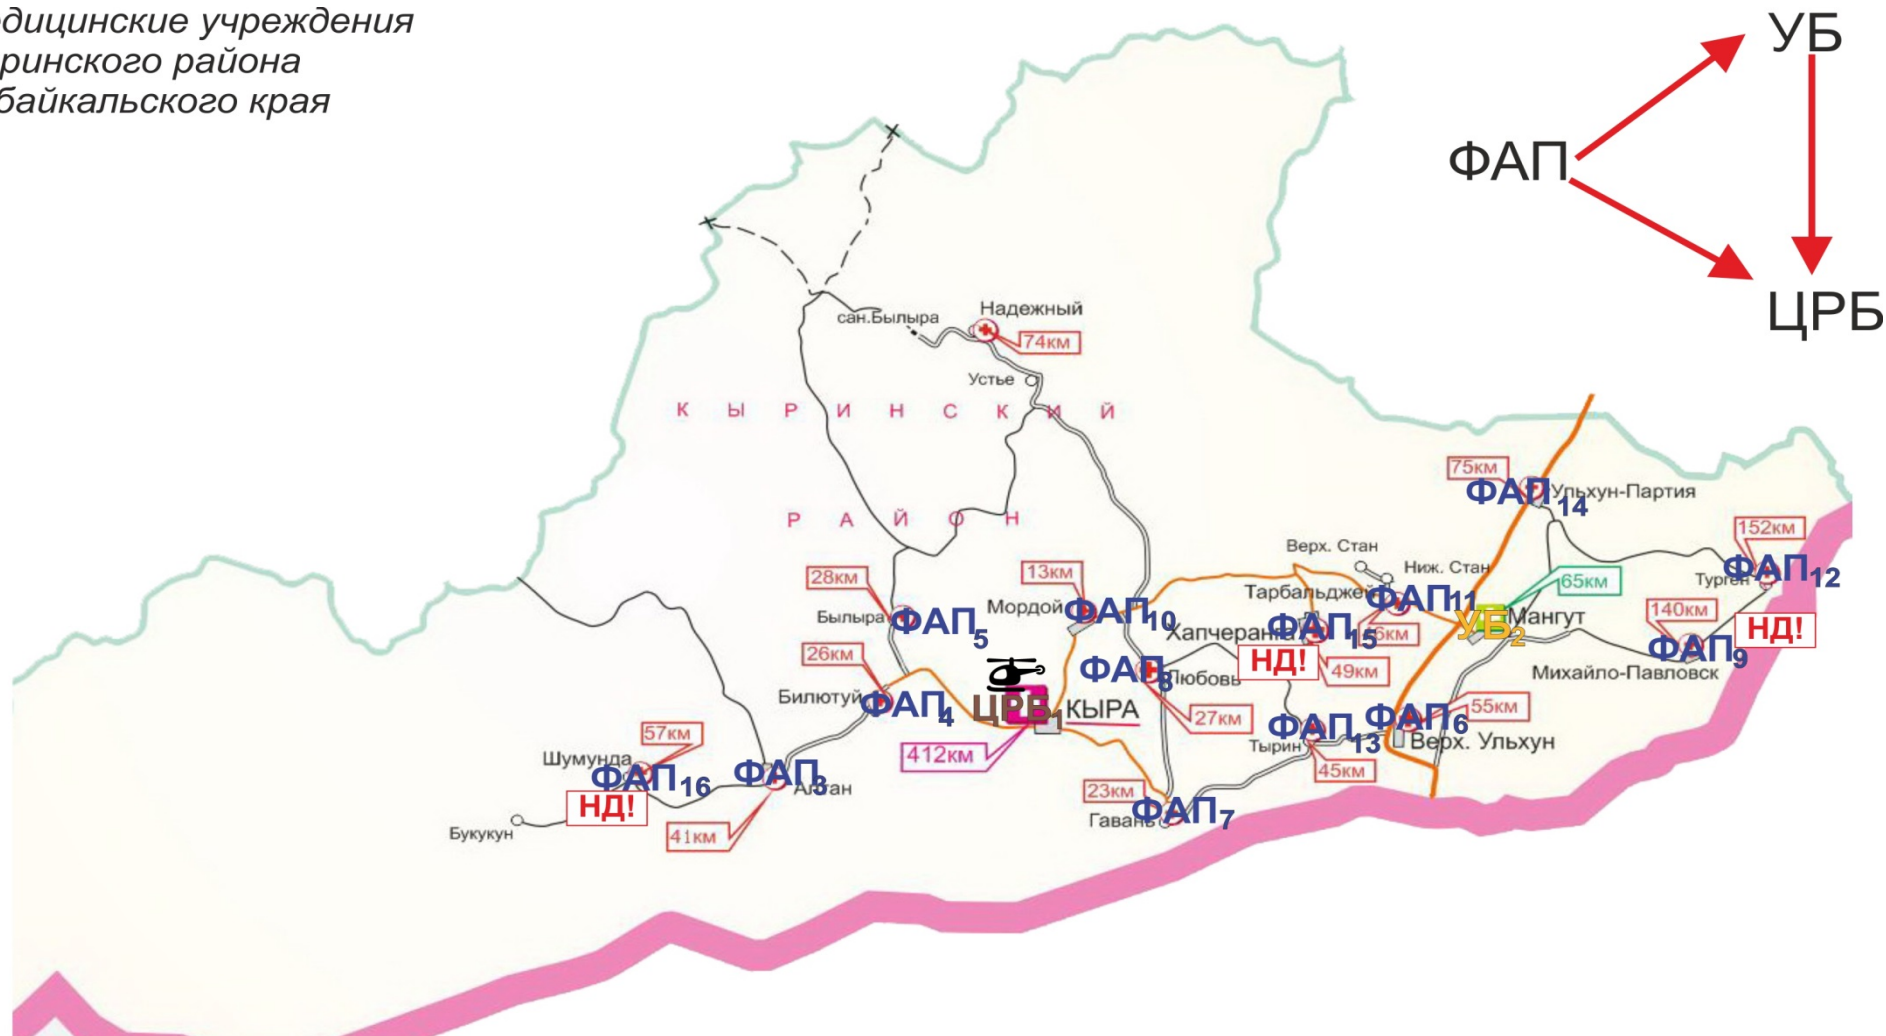 дицинские учреждения
ринского района
байкальского края
УБ
ФАП
ЦРБ
сан.Былыра
Надежный
74км
Устье
КЫРИНСКИЙ
РАЙОН
75км
ФАП14
Ульхун-Партия
152км
ФАП12
Турген
НД!
Верх. Стан
Ниж. Стан
65км
28км
13км
Тарбальджей
ФАП11
140км
Былыра
ФАП5
Мордой
ФАП10
Хапчеранга
ФАП15
УБ2
Мангут
ФАП9
Михайло-Павловск
26км
НД!
49км
ФАП8
Любовь
Билютуй
ФАП4
ЦРБ1
КЫРА
27км
55км
57км
412км
Тырин
ФАП13
ФАП6
Верх. Ульхун
45км
Шумунда
ФАП16
НД!
ФАП3
Алтан
23км
Гавань
ФАП7
Букукун
41км